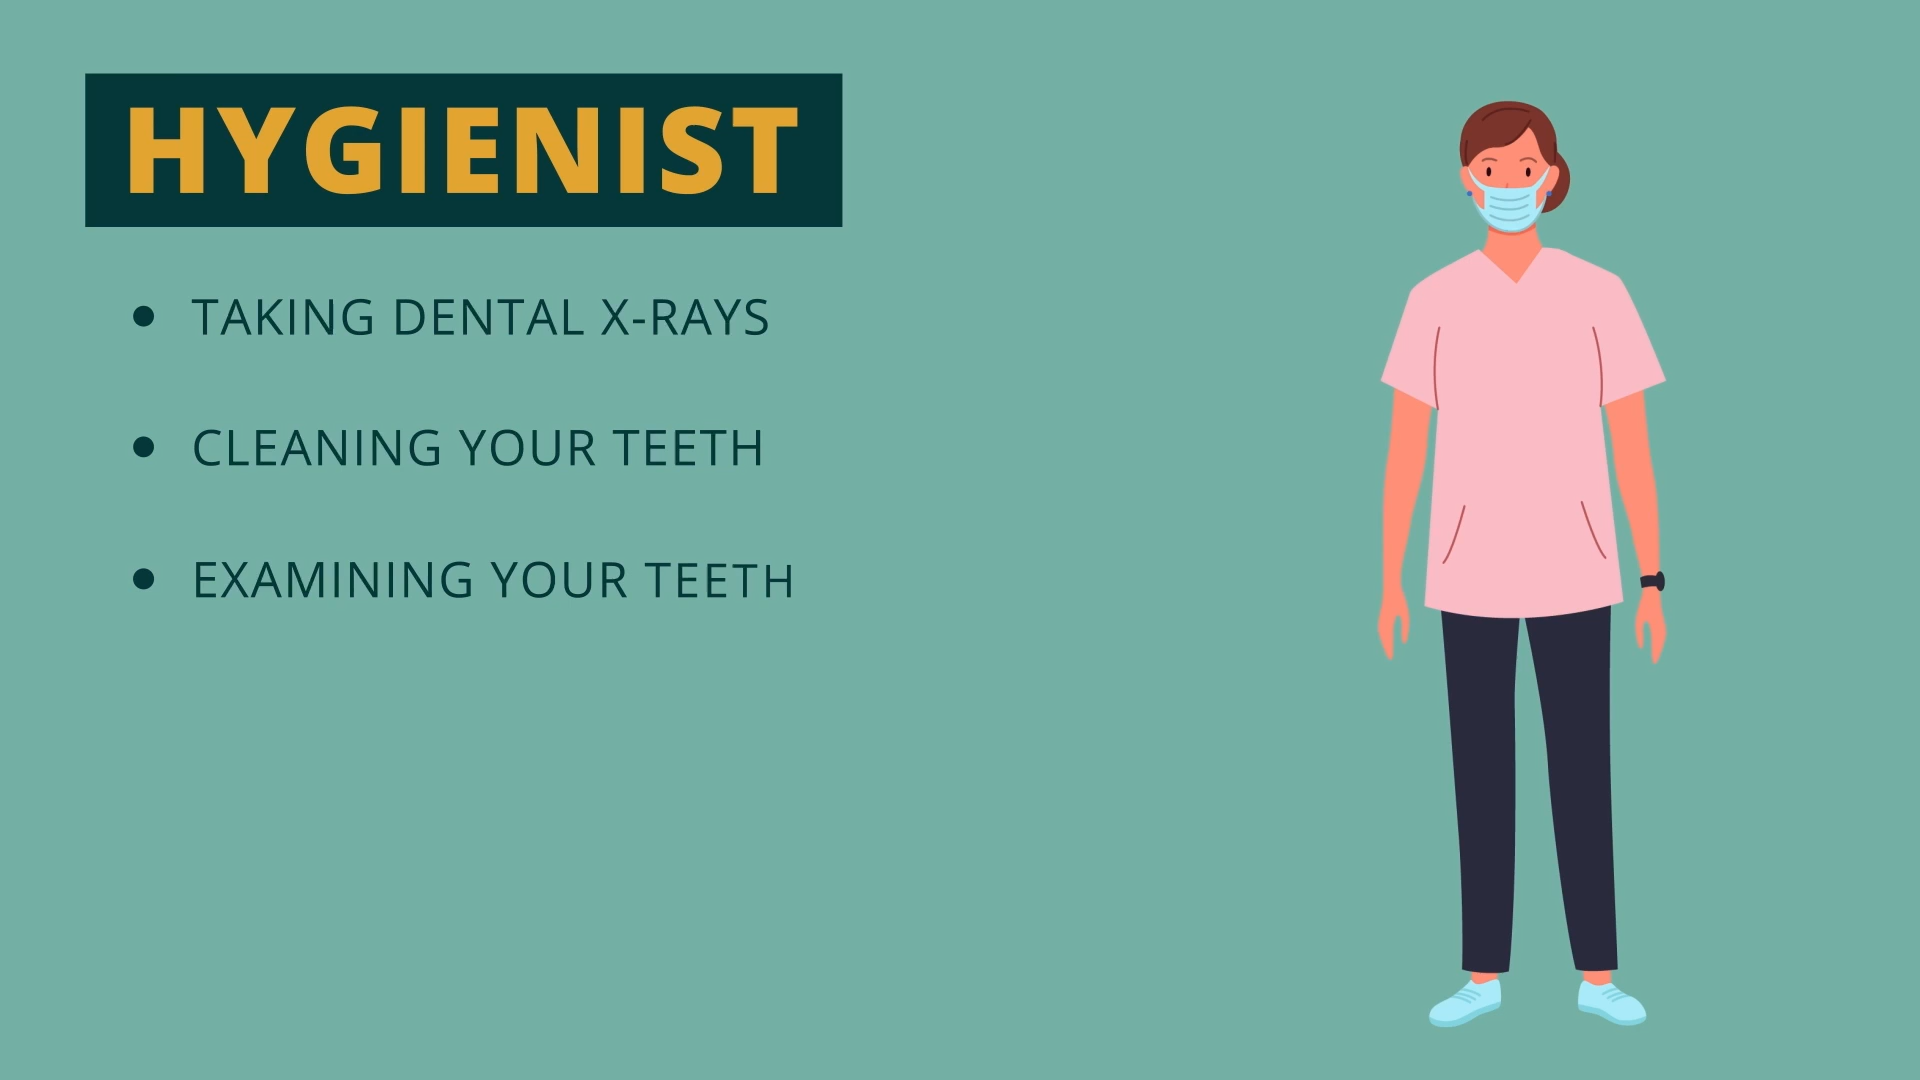 HYGIENIST
• TAKING DENTAL X-RAYS
• CLEANING YOUR TEETH
• EXAMINING YOUR TEETH